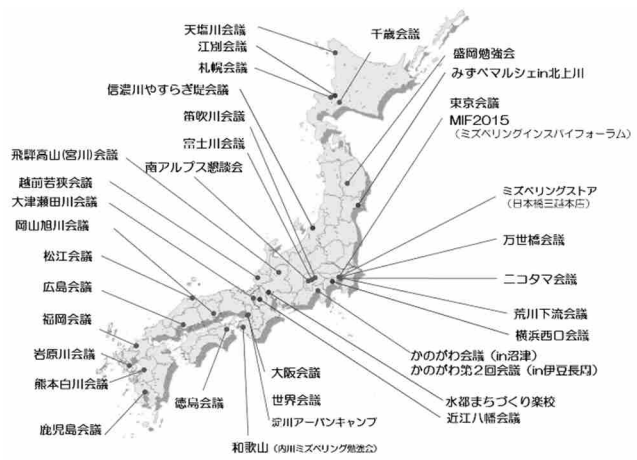 天塩川会議
江別会議
札幌会議
信濃川やすらぎ堤会議
笛吹川会議
富士川会議
飛騨高山(宮川)会議
南アルプス懇談会
越前若狭会議
大津瀬田川会議
岡山旭川会議
松江会議
広島会議
福岡会議
岩原川会議
熊本白川会議
鹿児島会議
千歳会議
盛岡勉強会
みずべマルシェin北上川
東京会議
MIF2015
(ミズベリングインスパイアフォーラム)
ミズベリングストア
(日本橋三越本店)
万世橋会議
ニコタマ会議
荒川下流会議
横浜西口会議
かのがわ会議(in沼津)
かのがわ第2回会議(in伊豆長岡)
水都まちづくり楽校
近江八幡会議
大阪会議
世界会議
淀川アーバンキャンプ
徳島会議
和歌山(内川ミズベリング勉強会)